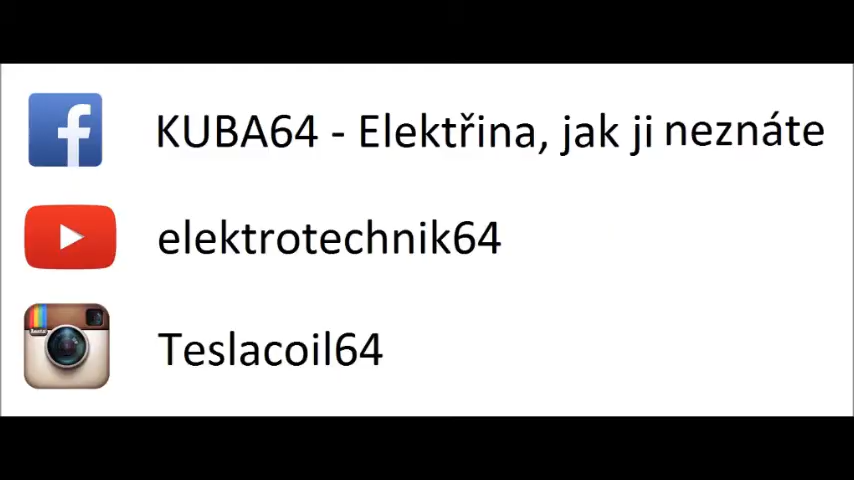 KUBA64 - Elektřina, jak ji neznáte
elektrotechnik64
Teslacoil64